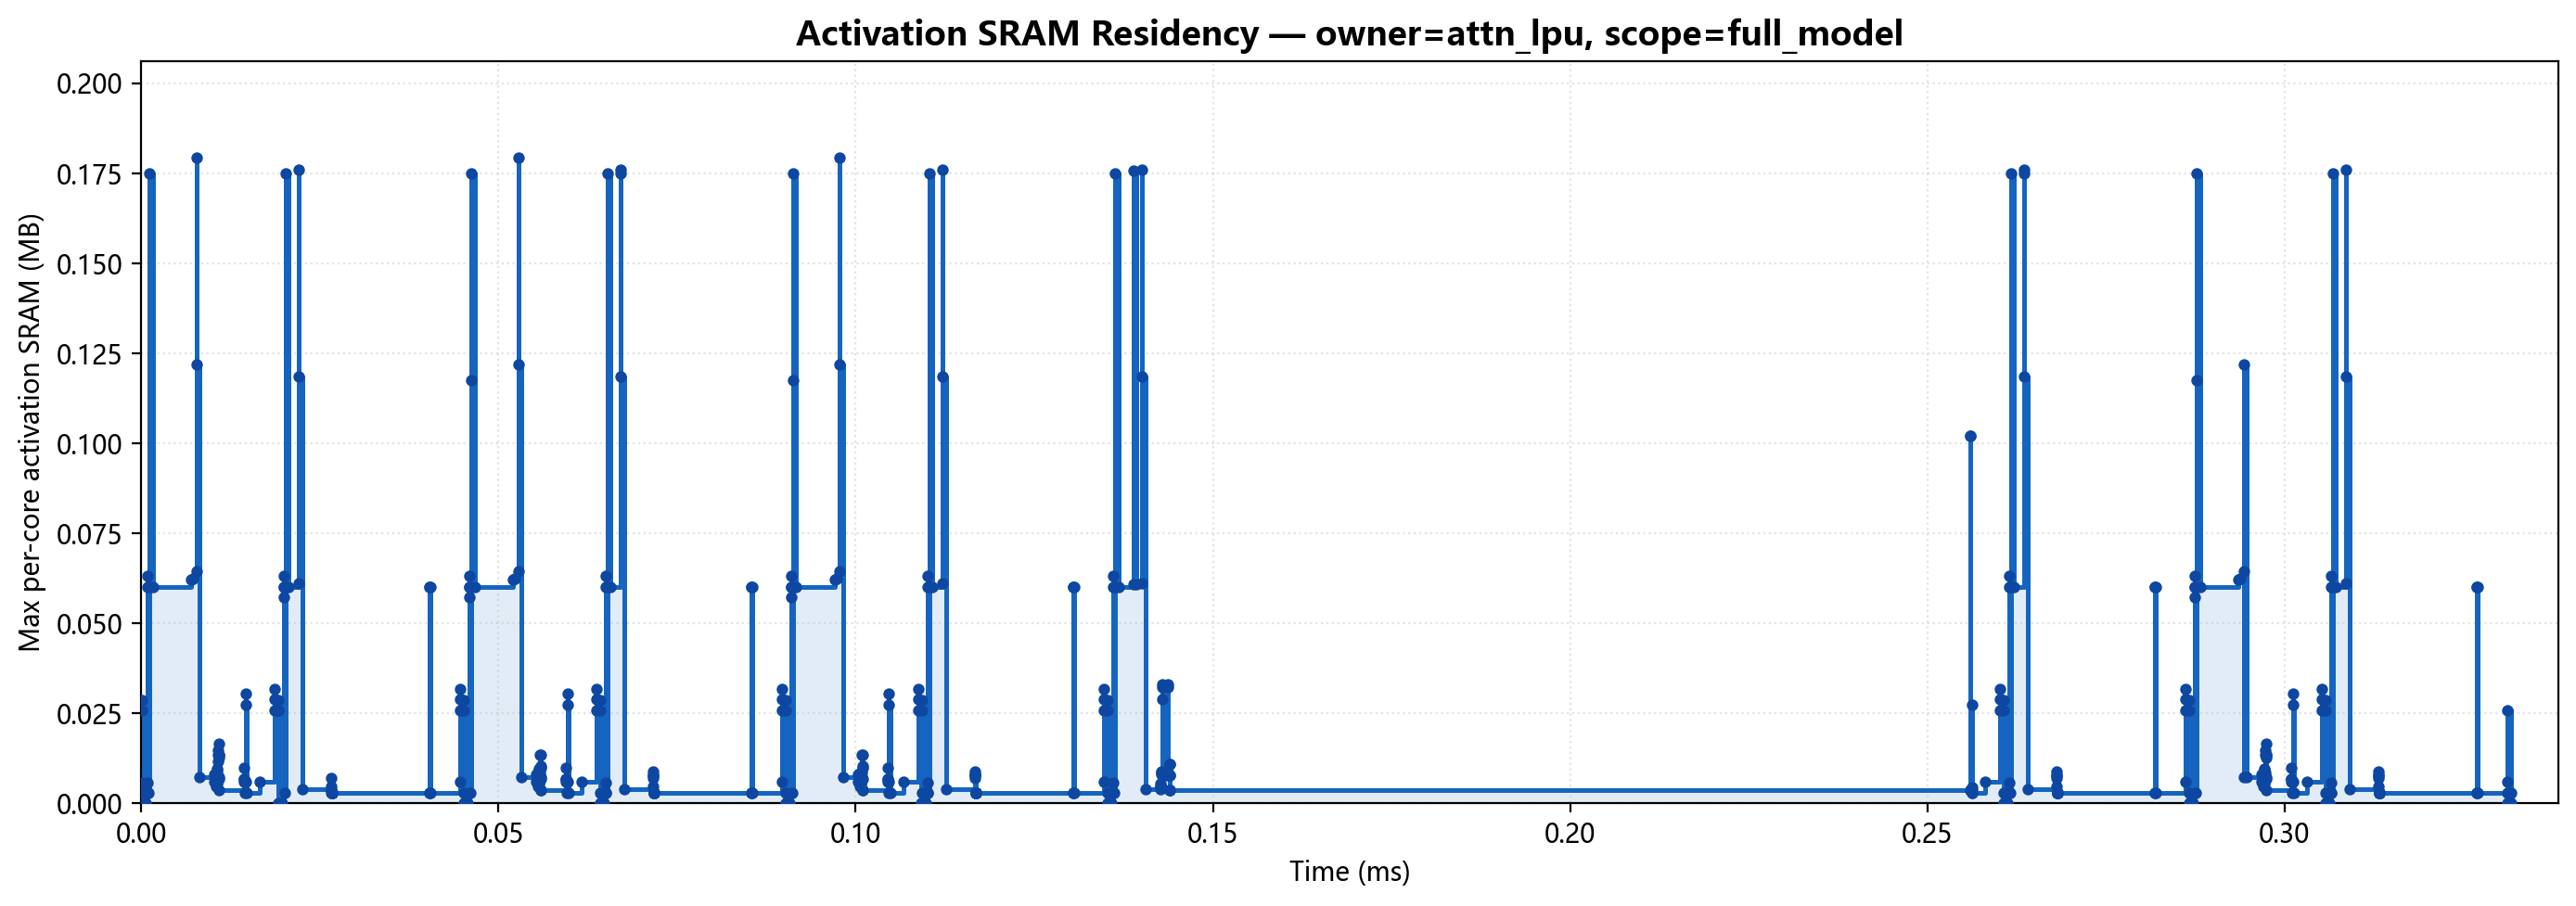 Activation SRAM Residency — owner=attn_lpu, scope=full_model
Max per-core activation SRAM (MB)
0.200
0.175
0.150
0.125
0.100
0.075
0.050
0.025
0.000
0.00 0.05 0.10 0.15 0.20 0.25 0.30
Time (ms)